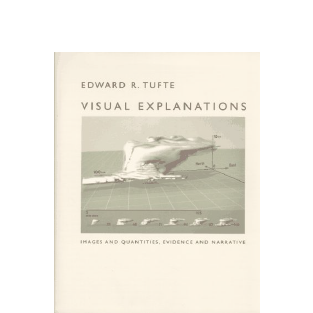 EDWARD R. TUFTE
VISUAL EXPLANATIONS
IMAGES AND QUANTITIES, EVIDENCE AND NARRATIVE